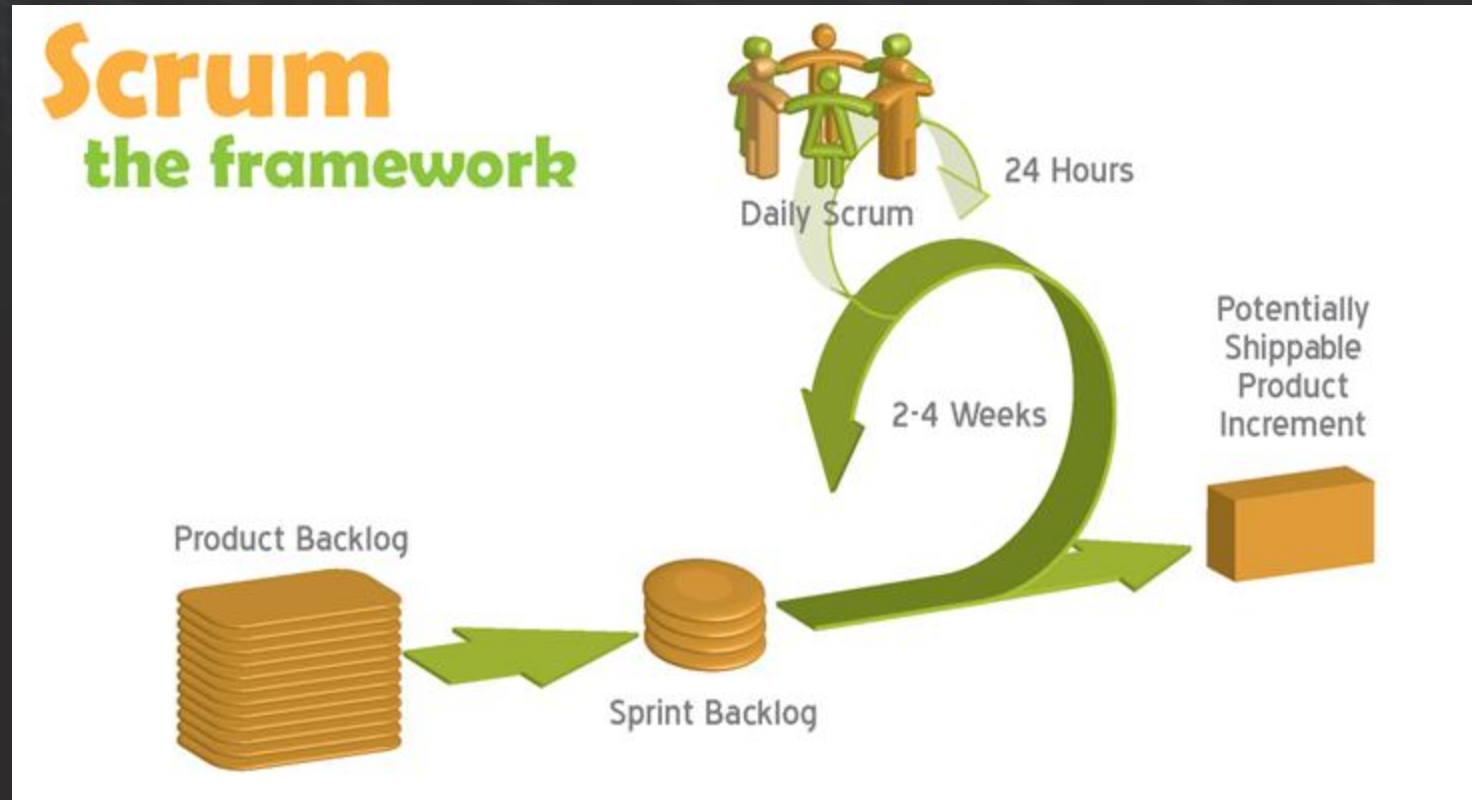 Scrum
the framework
24 Hours
Daily Scrum
Potentially
Shippable
Product
Increment
2-4 Weeks
Product Backlog
Sprint Backlog